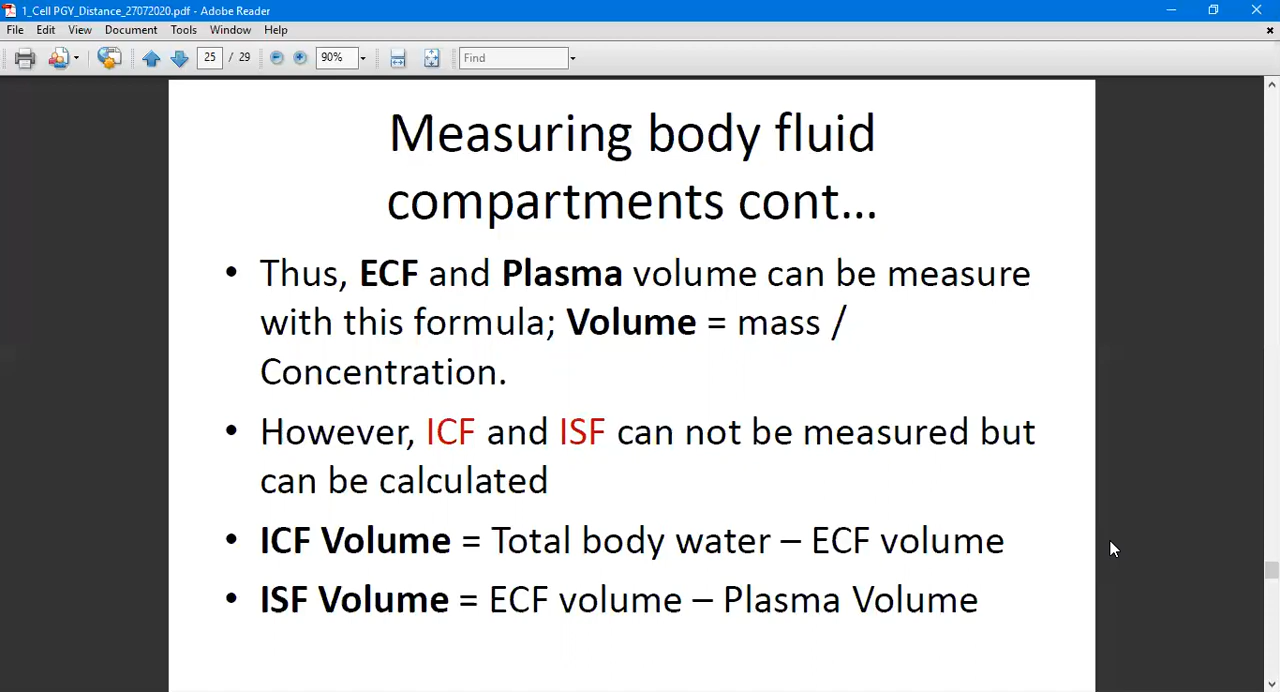 1_Cell PGY_Distance_27072020.pdf - Adobe Reader
File Edit View Document Tools Window Help
25 / 29 90% Find
Measuring body fluid
compartments cont...
• Thus, ECF and Plasma volume can be measure
with this formula; Volume = mass /
Concentration.
• However, ICF and ISF can not be measured but
can be calculated
• ICF Volume = Total body water – ECF volume
• ISF Volume = ECF volume – Plasma Volume